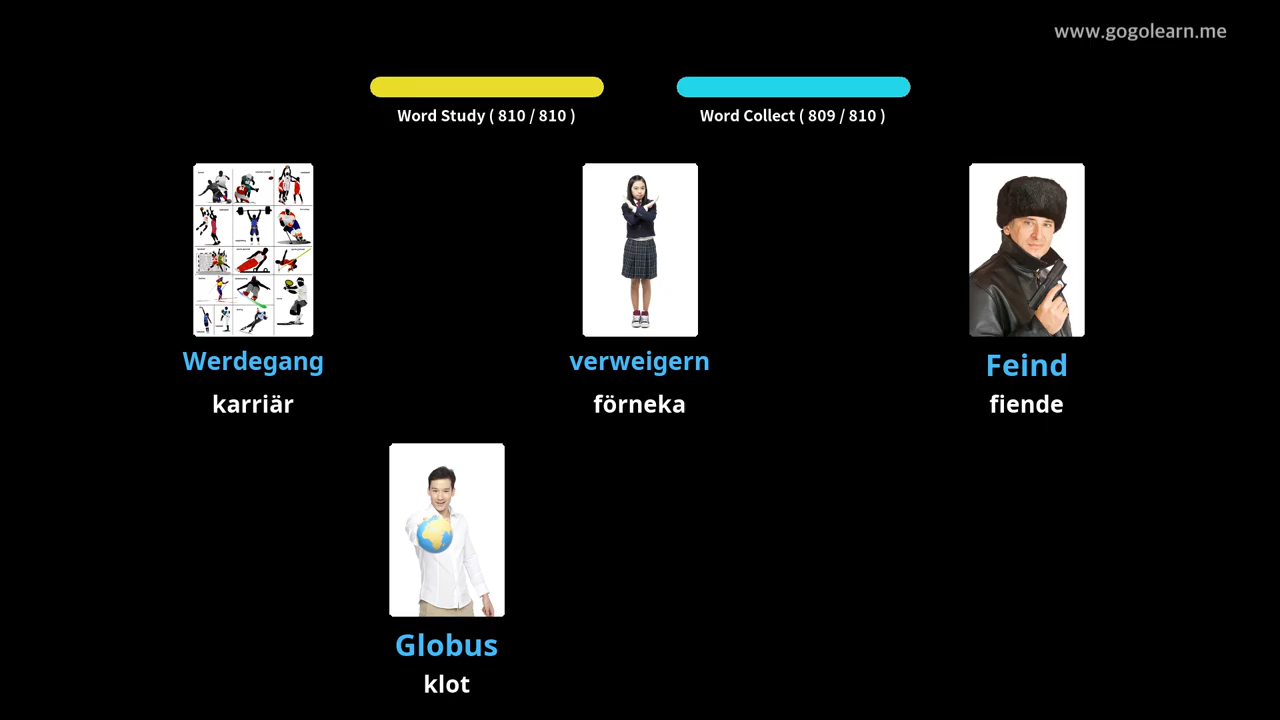 www.gogolearn.me
Word Study ( 810 / 810 )
Word Collect ( 809 / 810 )
Werdegang
karriär
verweigern
förneka
Feind
fiende
Globus
klot